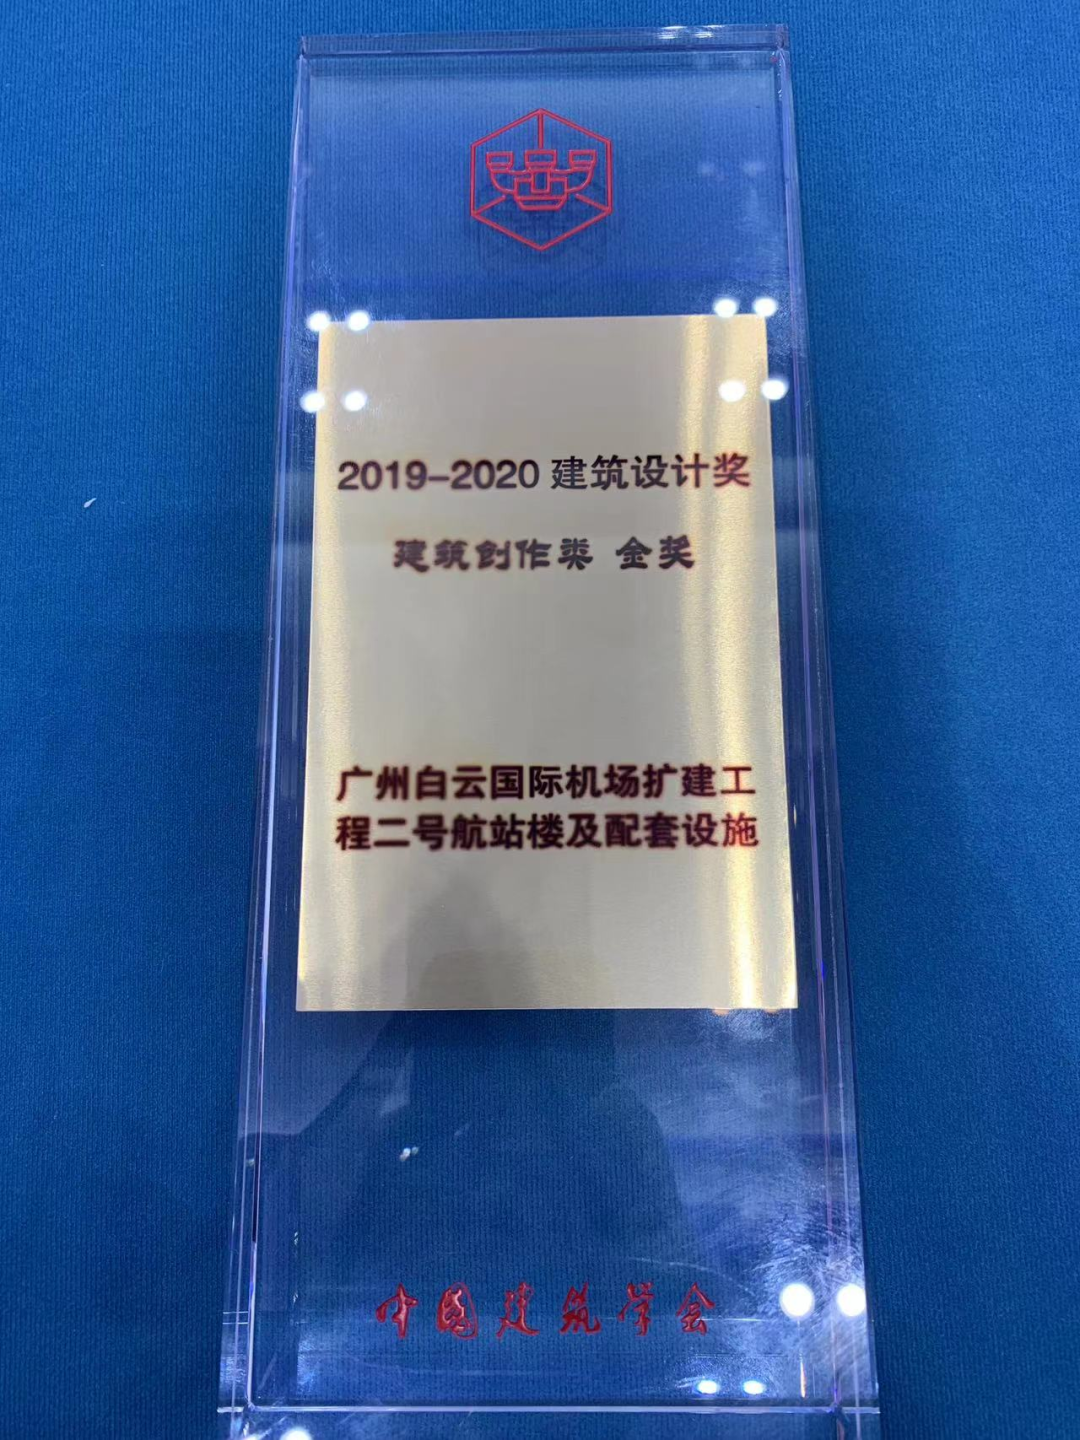 2019-2020 建筑设计奖
建筑创作类 金奖
广州白云国际机场扩建工
程二号航站楼及配套设施
中国建筑学会